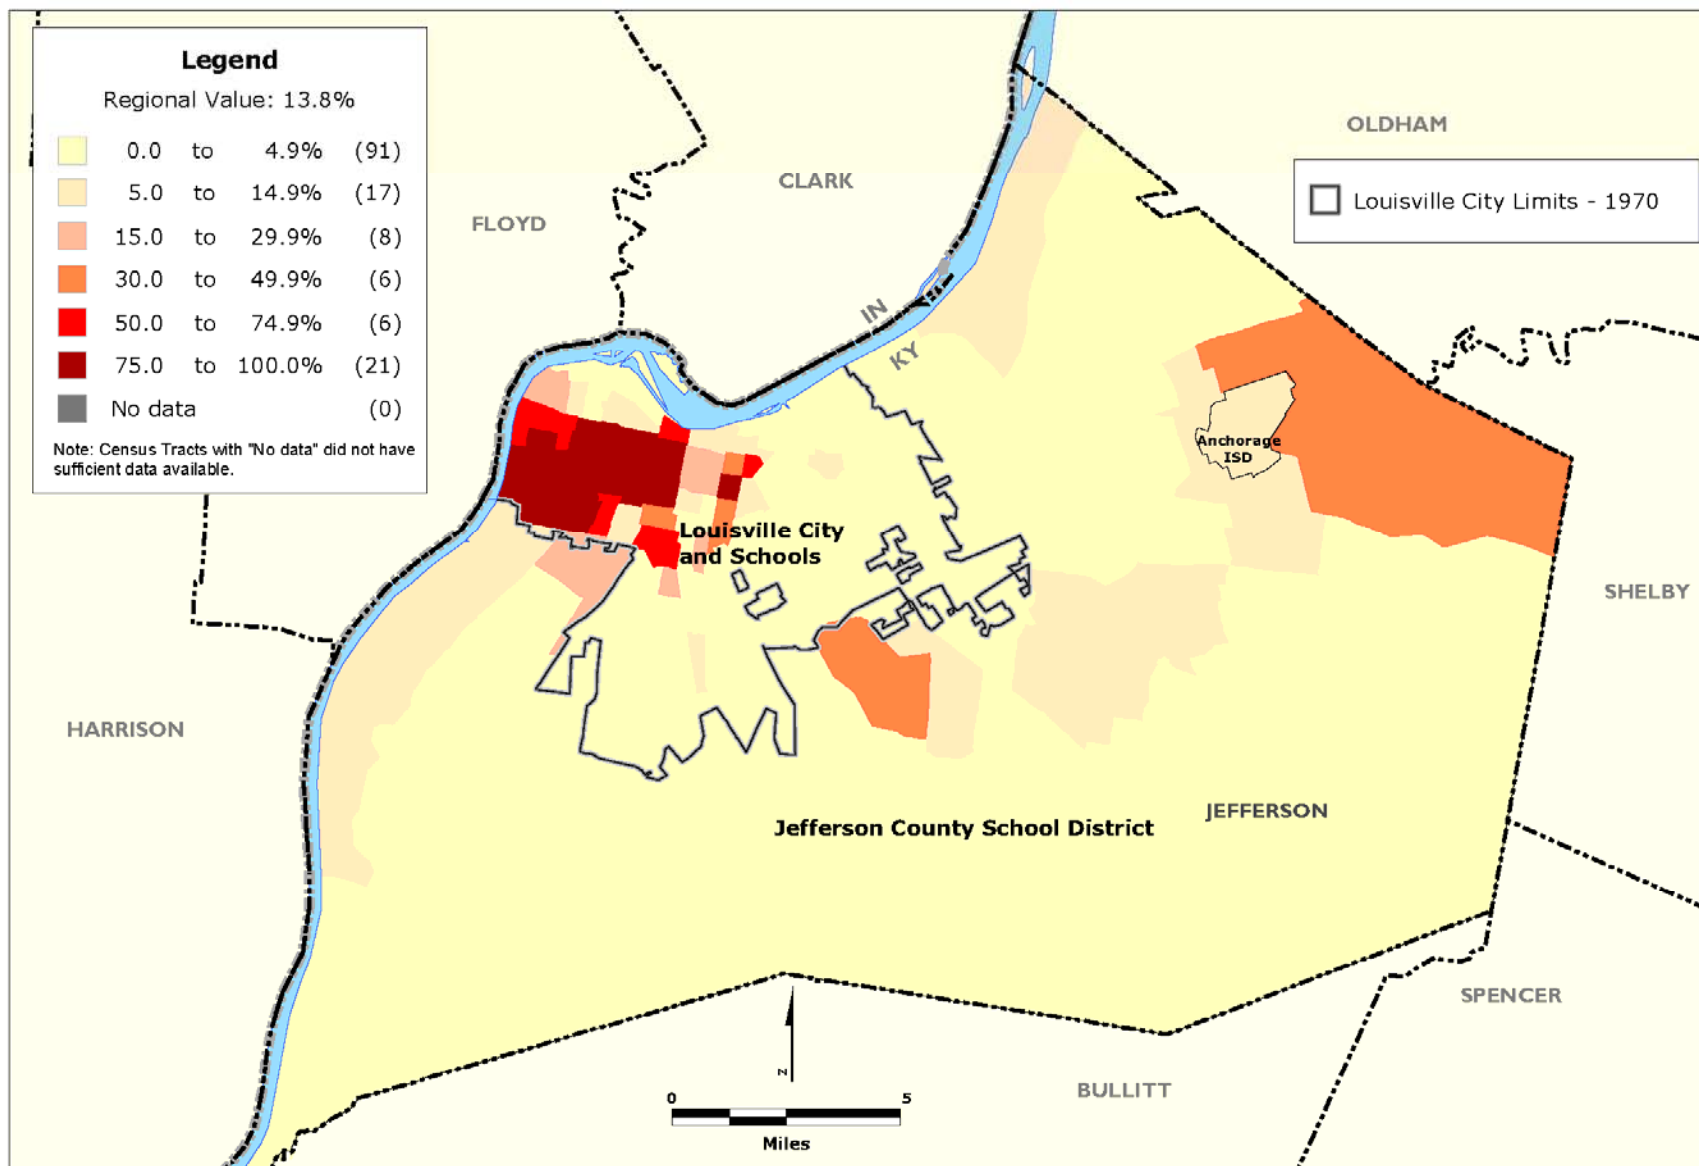 Legend
Regional Value: 13.8%
0.0 to 4.9% (91)
5.0 to 14.9% (17)
15.0 to 29.9% (8)
30.0 to 49.9% (6)
50.0 to 74.9% (6)
75.0 to 100.0% (21)
No data (0)
Note: Census Tracts with "No data" did not have
sufficient data available.
OLDHAM
Louisville City Limits - 1970
CLARK
FLOYD
IN
KY
Anchorage
ISD
Louisville City
and Schools
SHELBY
HARRISON
JEFFERSON
Jefferson County School District
SPENCER
N
BULLITT
0 5
Miles